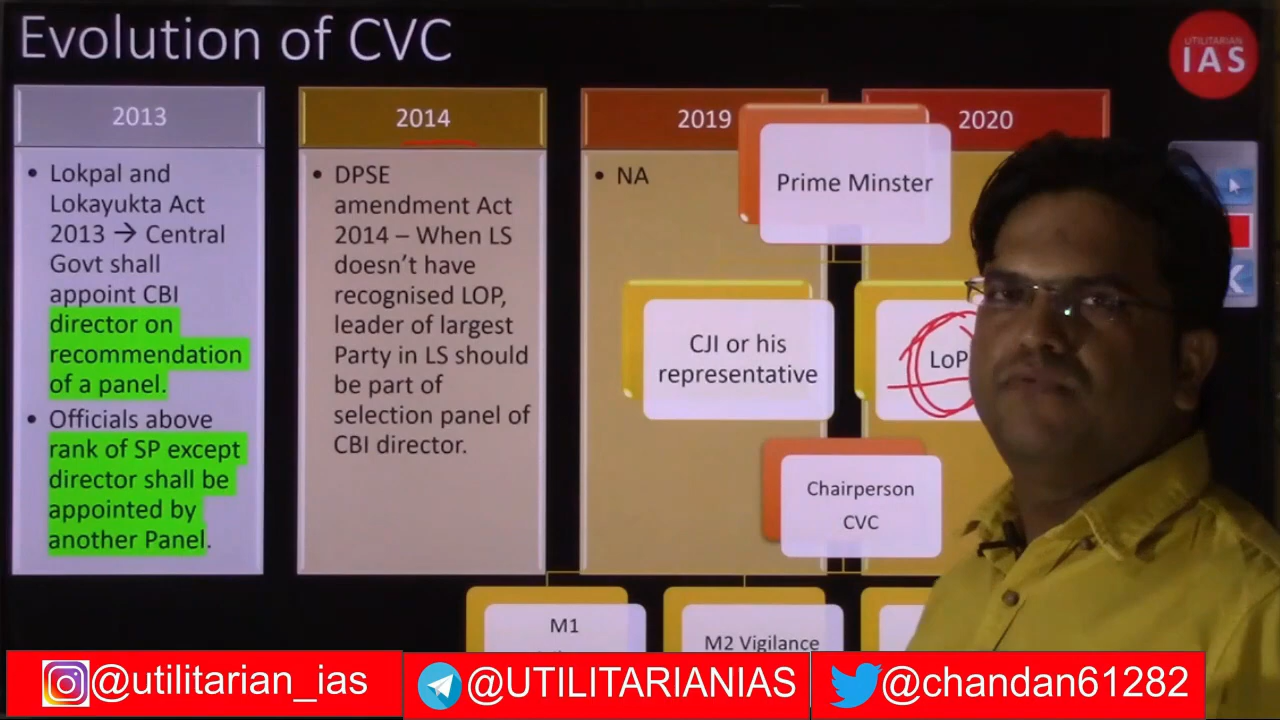 Evolution of CVC
UTILITARIAN
IAS
2013
• Lokpal and
Lokayukta Act
2013 → Central
Govt shall
appoint CBI
director on
recommendation
of a panel.
• Officials above
rank of SP except
director shall be
appointed by
another Panel.
2014
• DPSE
amendment Act
2014 – When LS
doesn't have
recognised LOP,
leader of largest
Party in LS should
be part of
selection panel of
CBI director.
2019
• NA
2020
Prime Minster
CJI or his
representative
LoP
Chairperson
CVC
M1
M2 Vigilance
@utilitarian_ias
@UTILITARIANIAS
@chandan61282